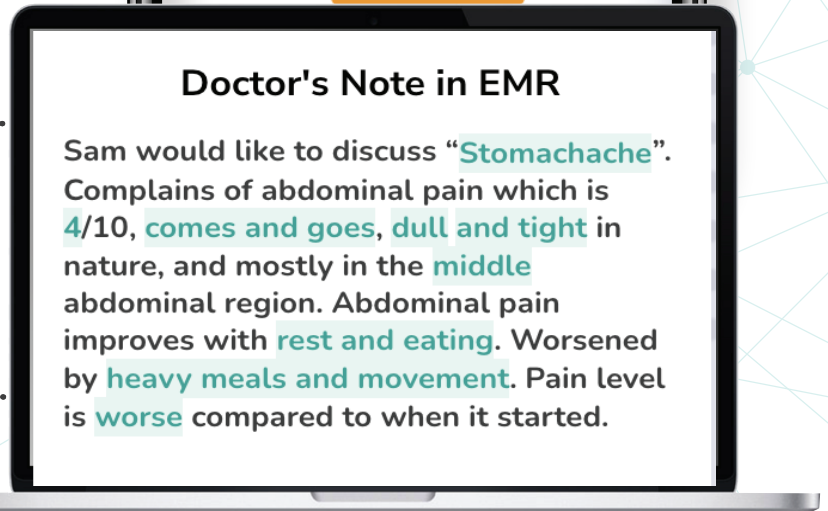 Doctor's Note in EMR
Sam would like to discuss “Stomachache”.
Complains of abdominal pain which is
4/10, comes and goes, dull and tight in
nature, and mostly in the middle
abdominal region. Abdominal pain
improves with rest and eating. Worsened
by heavy meals and movement. Pain level
is worse compared to when it started.